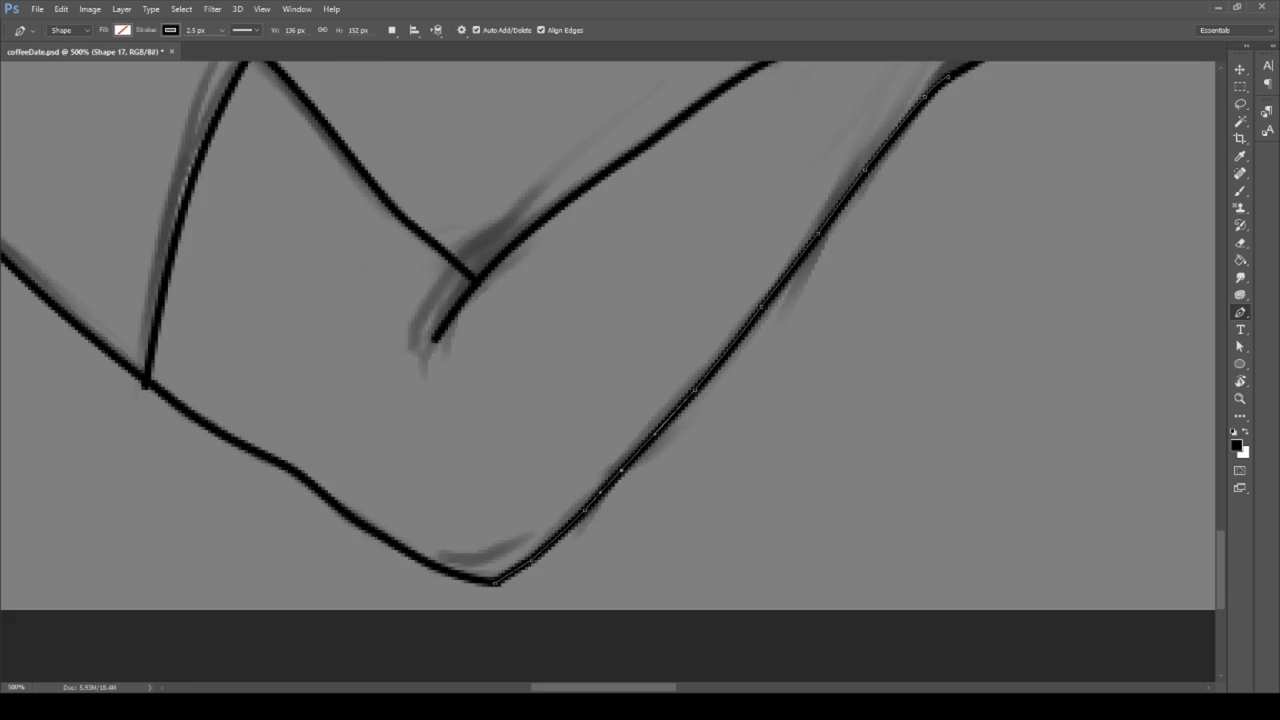 Ps File Edit Image Layer Type Select Filter 3D View Window Help
Shape Fill: Stroke: 2.5 px W: 136 px H: 152 px Auto Add/Delete Align Edges Essentials
coffeeDate.psd @ 500% (Shape 17, RGB/8#) * ×
500% Doc: 5.93M/18.4M